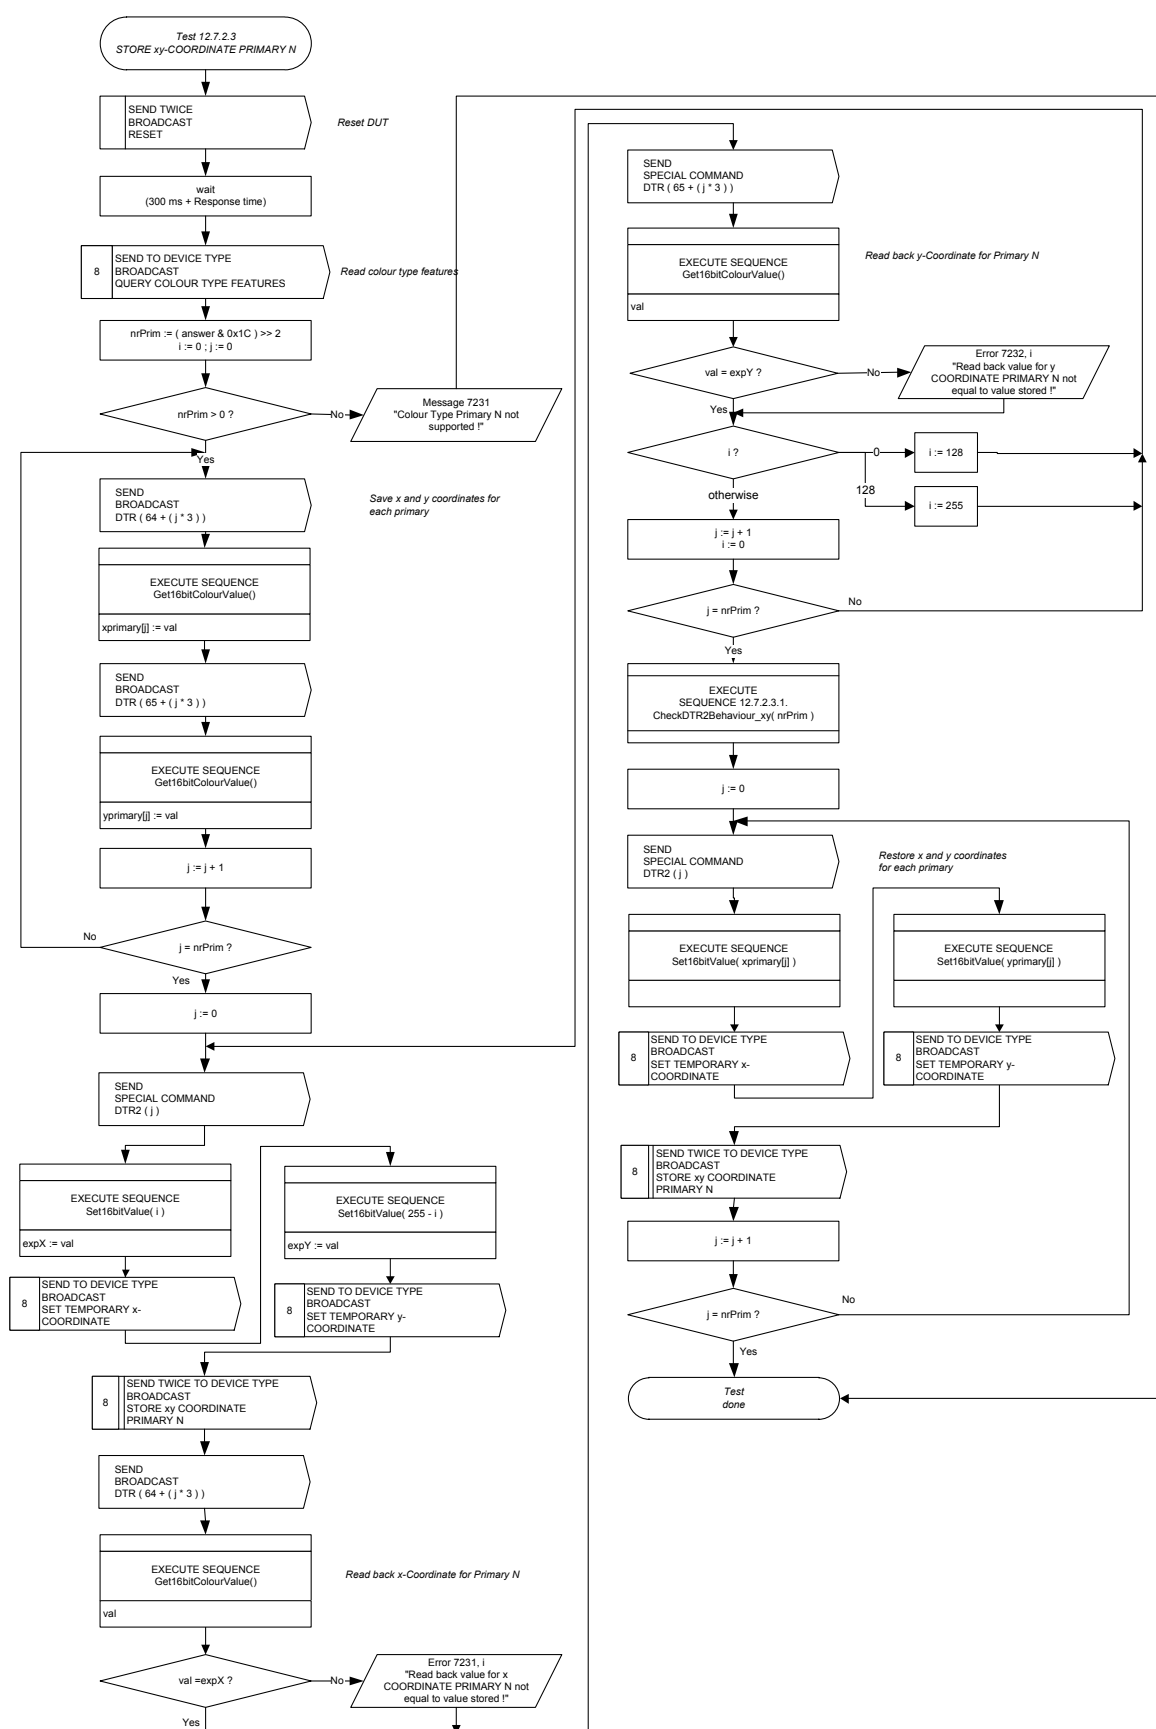 Test 12.7.2.3
STORE xy-COORDINATE PRIMARY N
SEND TWICE
BROADCAST
RESET
Reset DUT
wait
(300 ms + Response time)
8
SEND TO DEVICE TYPE
BROADCAST
QUERY COLOUR TYPE FEATURES
Read colour type features
nrPrim := ( answer & 0x1C ) >> 2
i := 0 ; j := 0
nrPrim > 0 ?
No
Message 7231
"Colour Type Primary N not
supported !"
Yes
SEND
BROADCAST
DTR ( 64 + ( j * 3 ) )
Save x and y coordinates for
each primary
EXECUTE SEQUENCE
Get16bitColourValue()
xprimary[j] := val
SEND
BROADCAST
DTR ( 65 + ( j * 3 ) )
EXECUTE SEQUENCE
Get16bitColourValue()
yprimary[j] := val
j := j + 1
No
j = nrPrim ?
Yes
j := 0
SEND
SPECIAL COMMAND
DTR2 ( j )
EXECUTE SEQUENCE
Set16bitValue( i )
expX := val
EXECUTE SEQUENCE
Set16bitValue( 255 - i )
expY := val
8
SEND TO DEVICE TYPE
BROADCAST
SET TEMPORARY x-
COORDINATE
8
SEND TO DEVICE TYPE
BROADCAST
SET TEMPORARY y-
COORDINATE
8
SEND TWICE TO DEVICE TYPE
BROADCAST
STORE xy COORDINATE
PRIMARY N
SEND
BROADCAST
DTR ( 64 + ( j * 3 ) )
EXECUTE SEQUENCE
Get16bitColourValue()
val
Read back x-Coordinate for Primary N
val =expX ?
No
Error 7231, i
"Read back value for x
COORDINATE PRIMARY N not
equal to value stored !"
Yes
SEND
SPECIAL COMMAND
DTR ( 65 + ( j * 3 ) )
EXECUTE SEQUENCE
Get16bitColourValue()
val
Read back y-Coordinate for Primary N
val = expY ?
No
Error 7232, i
"Read back value for y
COORDINATE PRIMARY N not
equal to value stored !"
Yes
i ?
0
i := 128
128
i := 255
otherwise
j := j + 1
i := 0
j = nrPrim ?
No
Yes
EXECUTE
SEQUENCE 12.7.2.3.1.
CheckDTR2Behaviour_xy( nrPrim )
j := 0
SEND
SPECIAL COMMAND
DTR2 ( j )
Restore x and y coordinates
for each primary
EXECUTE SEQUENCE
Set16bitValue( xprimary[j] )
EXECUTE SEQUENCE
Set16bitValue( yprimary[j] )
8
SEND TO DEVICE TYPE
BROADCAST
SET TEMPORARY x-
COORDINATE
8
SEND TO DEVICE TYPE
BROADCAST
SET TEMPORARY y-
COORDINATE
8
SEND TWICE TO DEVICE TYPE
BROADCAST
STORE xy COORDINATE
PRIMARY N
j := j + 1
j = nrPrim ?
No
Yes
Test
done